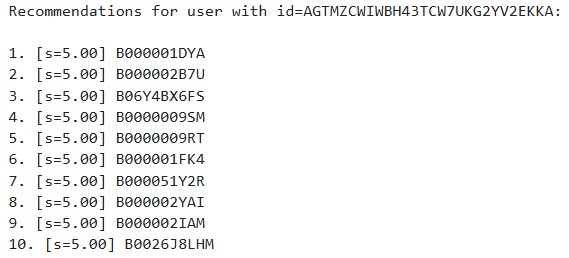 Recommendations for user with id=AGTMZCWIWBH43TCW7UKG2YV2EKKA:
1. [s=5.00] B000001DYA
2. [s=5.00] B000002B7U
3. [s=5.00] B06Y4BX6FS
4. [s=5.00] B0000009SM
5. [s=5.00] B0000009RT
6. [s=5.00] B000001FK4
7. [s=5.00] B000051Y2R
8. [s=5.00] B000002YAI
9. [s=5.00] B000002IAM
10. [s=5.00] B0026J8LHM